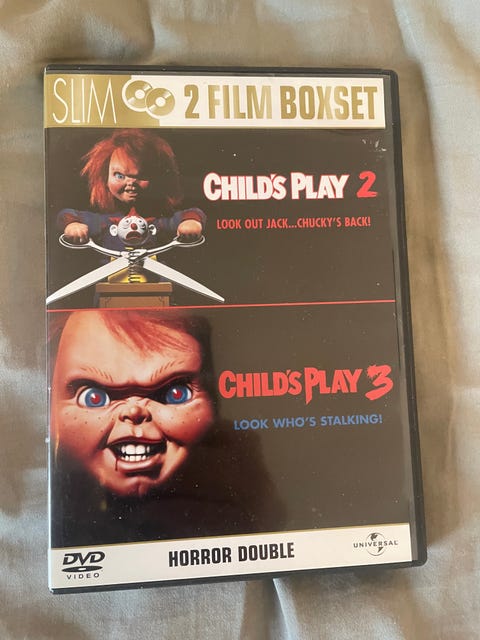 SLIM 2 FILM BOXSET
CHILD'S PLAY 2
LOOK OUT JACK...CHUCKY'S BACK!
CHILD'S PLAY 3
LOOK WHO'S STALKING!
DVD
VIDEO
HORROR DOUBLE
UNIVERSAL